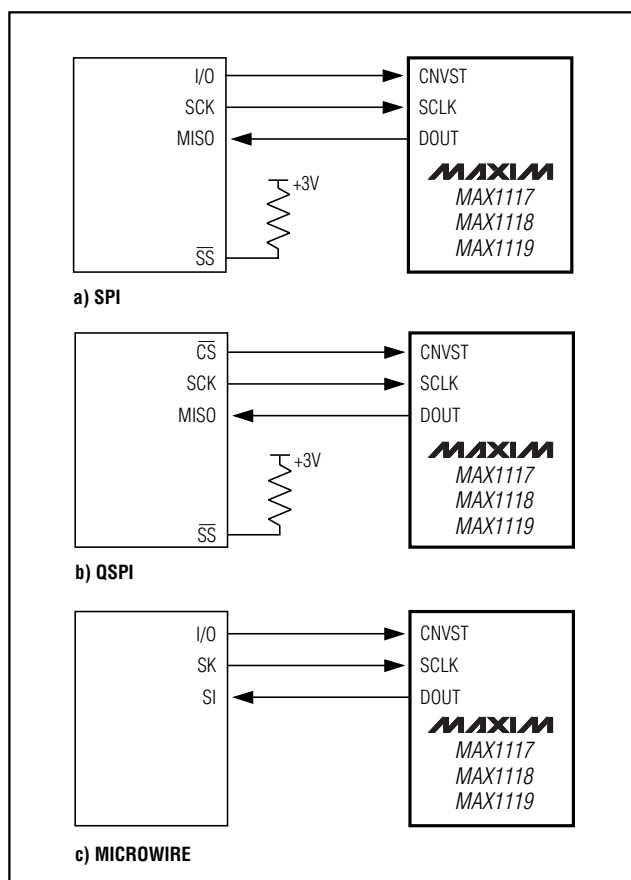 I/O CNVST
SCK SCLK
MISO DOUT
MAXIM
+3V MAX1117
MAX1118
SS MAX1119
a) SPI
CS CNVST
SCK SCLK
MISO DOUT
MAXIM
+3V MAX1117
MAX1118
SS MAX1119
b) QSPI
I/O CNVST
SK SCLK
SI DOUT
MAXIM
MAX1117
MAX1118
MAX1119
c) MICROWIRE